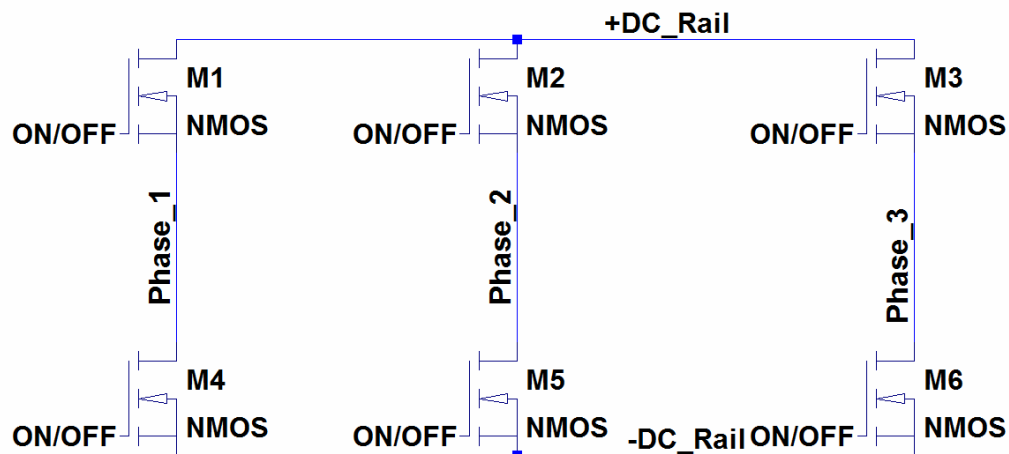 +DC_Rail
M1 M2 M3
ON/OFF NMOS ON/OFF NMOS ON/OFF NMOS
Phase_1 Phase_2 Phase_3
M4 M5 M6
ON/OFF NMOS ON/OFF NMOS -DC_Rail ON/OFF NMOS